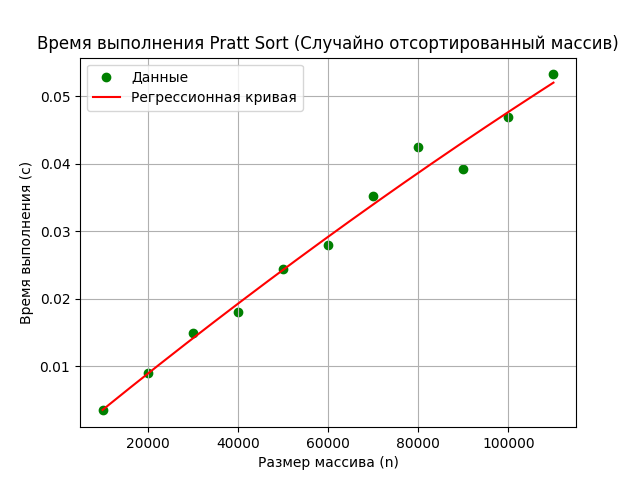 Время выполнения Pratt Sort (Случайно отсортированный массив)
Данные
Регрессионная кривая
0.05
0.04
0.03
0.02
0.01
Время выполнения (с)
20000 40000 60000 80000 100000
Размер массива (n)